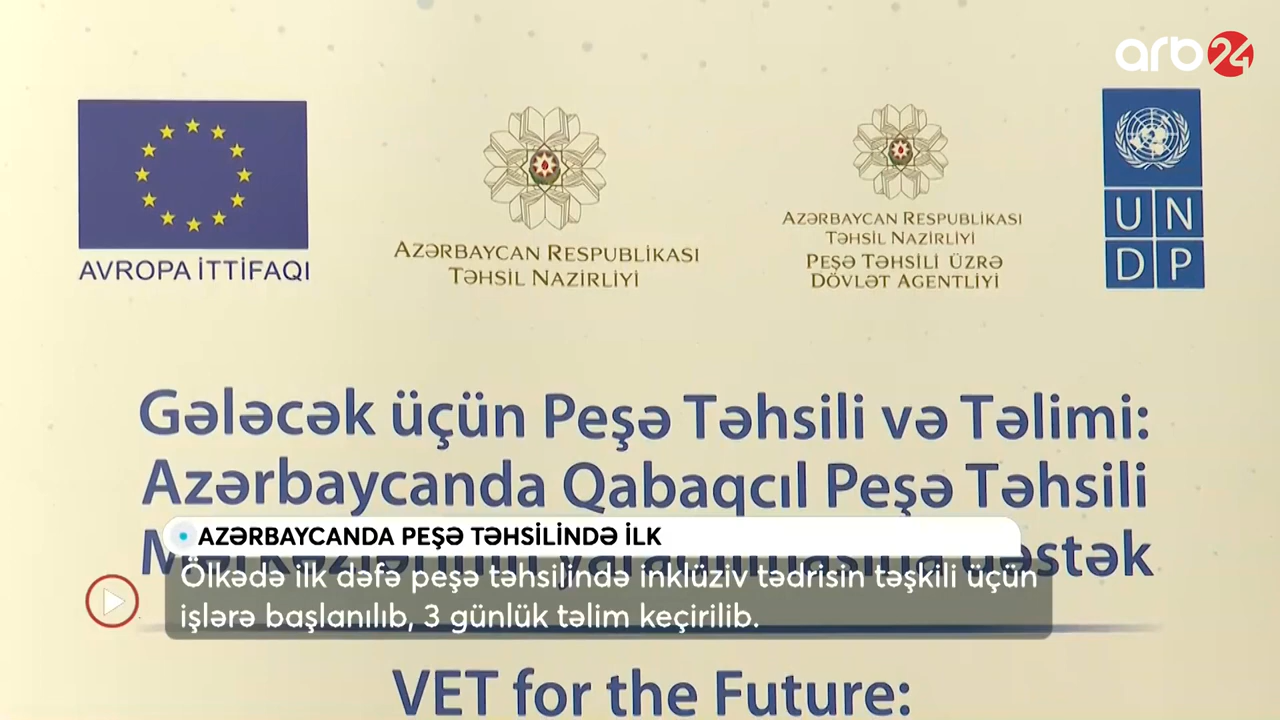 arb24
AVROPA İTTİFAQI
AZƏRBAYCAN RESPUBLİKASI
TƏHSİL NAZİRLİYİ
AZƏRBAYCAN RESPUBLİKASI
TƏHSİL NAZİRLİYİ
PEŞƏ TƏHSİLİ ÜZRƏ
DÖVLƏT AGENTLİYİ
UN
DP
Gələcək üçün Peşə Təhsili və Təlimi:
Azərbaycanda Qabaqcıl Peşə Təhsili
dəstək
AZƏRBAYCANDA PEŞƏ TƏHSİLİNDƏ İLK
Ölkədə ilk dəfə peşə təhsilində inklüziv tədrisin təşkili üçün
işlərə başlanılıb, 3 günlük təlim keçirilib.
VET for the Future: